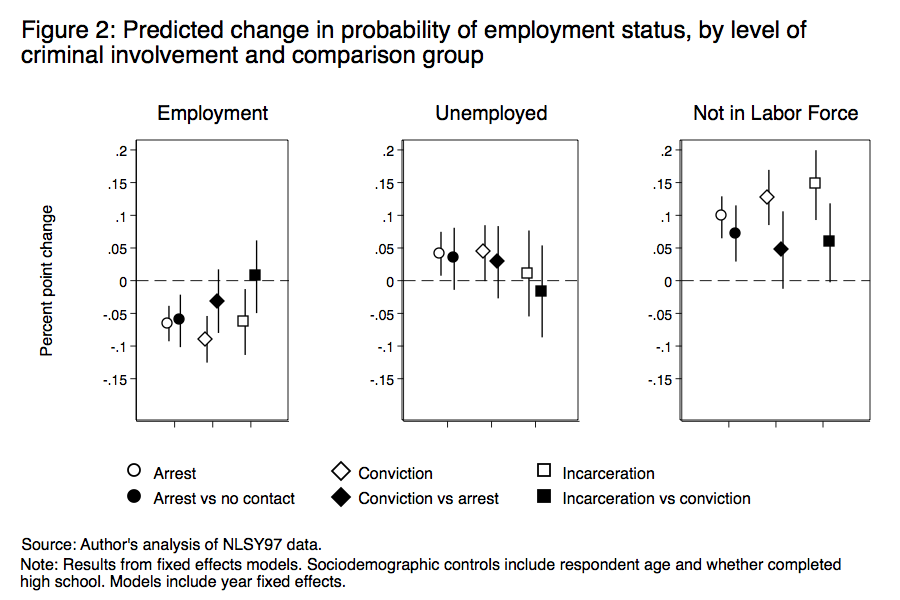 Figure 2: Predicted change in probability of employment status, by level of
criminal involvement and comparison group
Employment
Unemployed
Not in Labor Force
Percent point change
.2
.15
.1
.05
0
-.05
-.1
-.15
.2
.15
.1
.05
0
-.05
-.1
-.15
.2
.15
.1
.05
0
-.05
-.1
-.15
Arrest
Conviction
Incarceration
Arrest vs no contact
Conviction vs arrest
Incarceration vs conviction
Source: Author's analysis of NLSY97 data.
Note: Results from fixed effects models. Sociodemographic controls include respondent age and whether completed
high school. Models include year fixed effects.